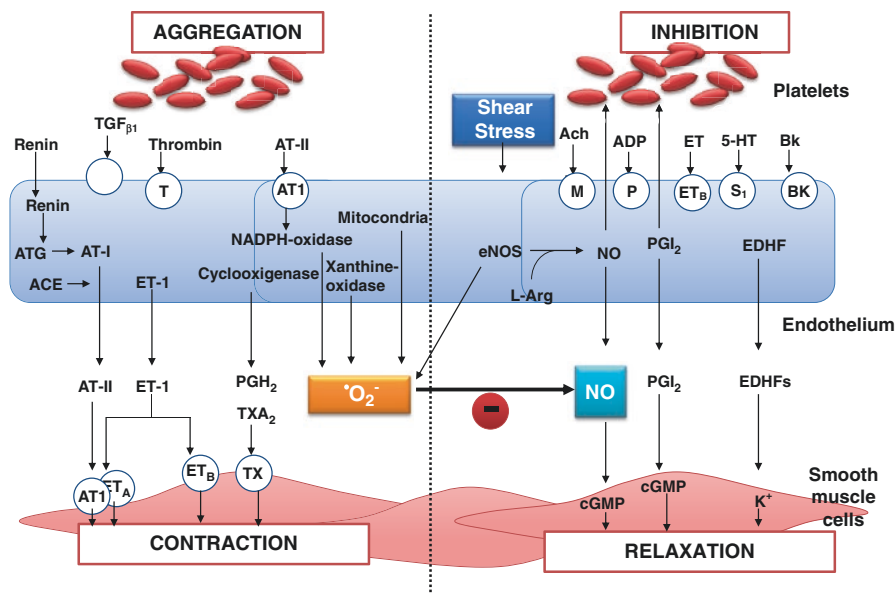 AGGREGATION
INHIBITION
Platelets
Shear
Stress
TGFβ1
Renin
Thrombin
AT-II
Ach
ADP
ET
5-HT
Bk
T
AT1
M
P
ETB
S1
BK
Renin
Mitocondria
NADPH-oxidase
ATG
AT-I
eNOS
NO
PGI2
EDHF
Cyclooxigenase
Xanthine-
oxidase
ACE
ET-1
L-Arg
Endothelium
AT-II
ET-1
PGH2
•O2-
NO
PGI2
EDHFs
TXA2
-
ETB
TX
AT1
ETA
Smooth
muscle
cells
cGMP
cGMP
K+
CONTRACTION
RELAXATION